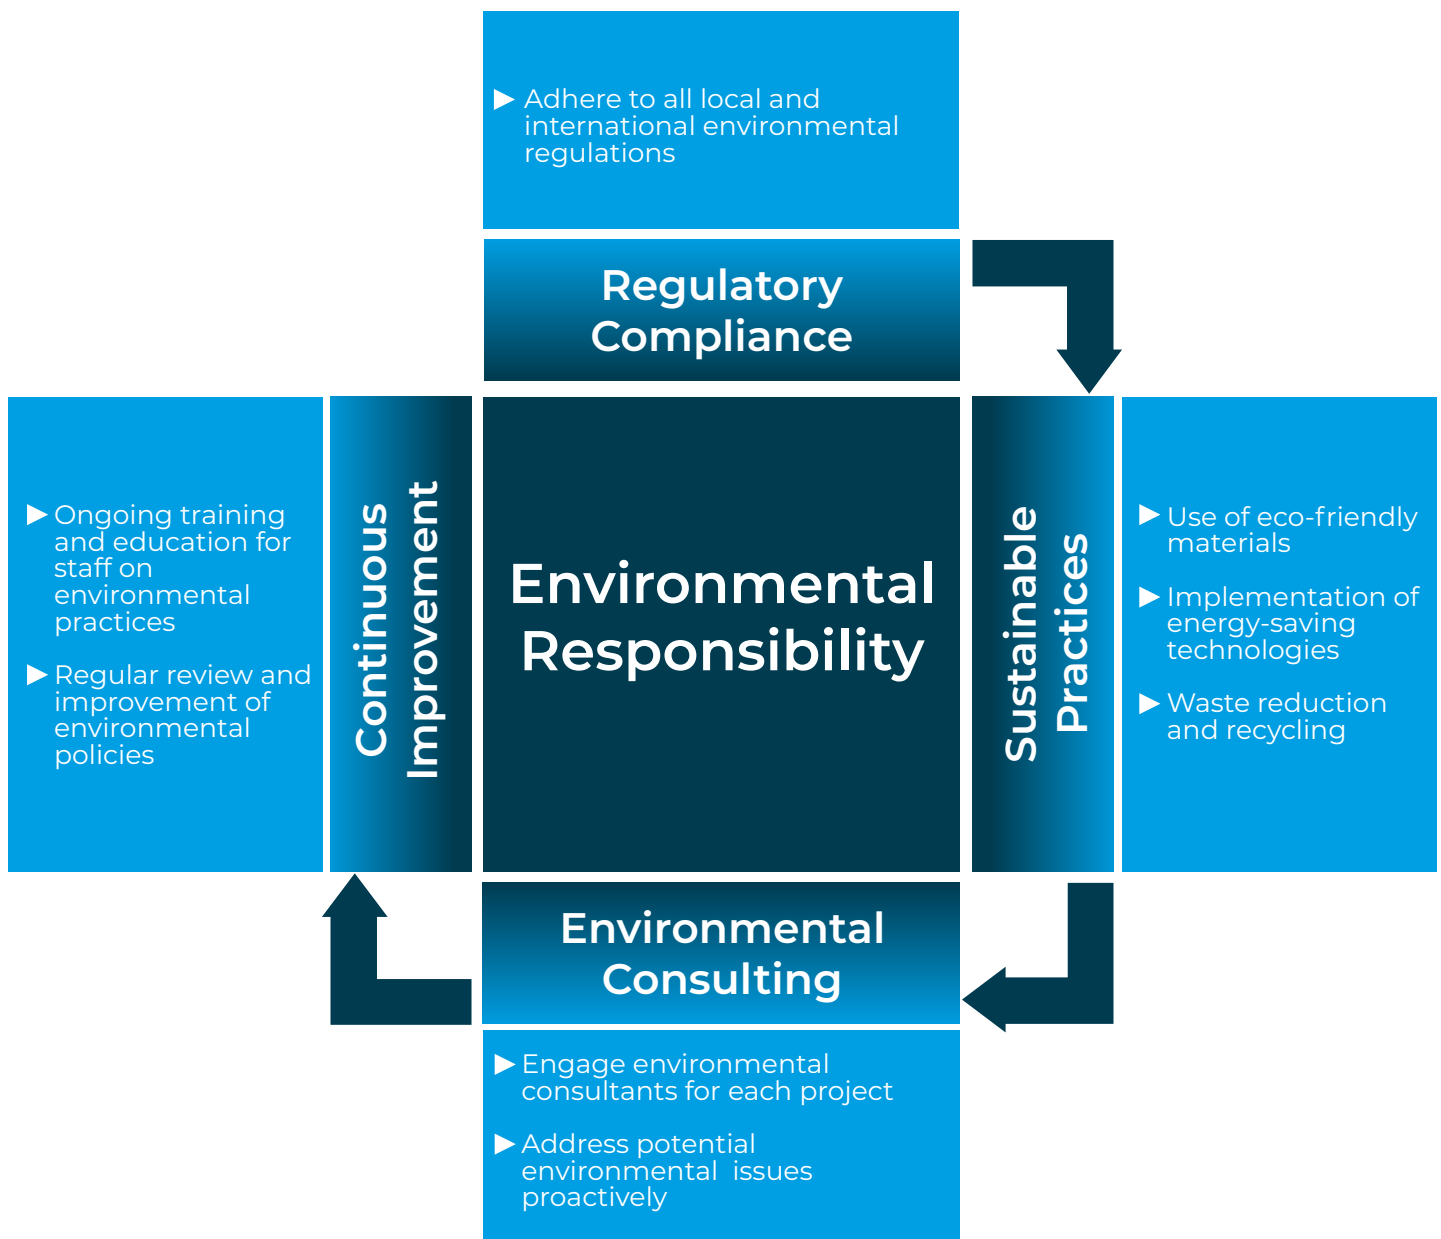 Adhere to all local and
international environmental
regulations
Regulatory
Compliance
Ongoing training
and education for
staff on
environmental
practices
Regular review and
improvement of
environmental
policies
Continuous
Improvement
Environmental
Responsibility
Sustainable
Practices
Use of eco-friendly
materials
Implementation of
energy-saving
technologies
Waste reduction
and recycling
Environmental
Consulting
Engage environmental
consultants for each project
Address potential
environmental  issues
proactively